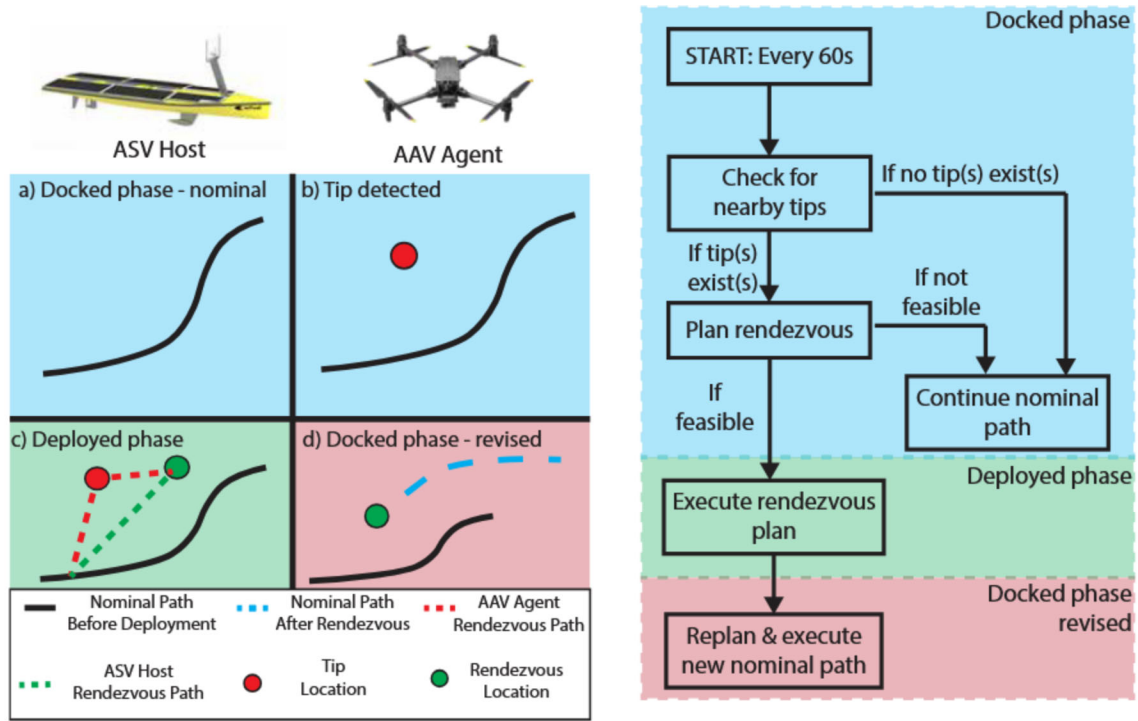 ASV Host
AAV Agent
a) Docked phase - nominal
b) Tip detected
c) Deployed phase
d) Docked phase - revised
Nominal Path
Before Deployment
Nominal Path
After Rendezvous
AAV Agent
Rendezvous Path
ASV Host
Rendezvous Path
Tip
Location
Rendezvous
Location
Docked phase
START: Every 60s
Check for
nearby tips
If no tip(s) exist(s)
If tip(s)
exist(s)
Plan rendezvous
If not
feasible
If
feasible
Continue nominal
path
Deployed phase
Execute rendezvous
plan
Docked phase
revised
Replan & execute
new nominal path